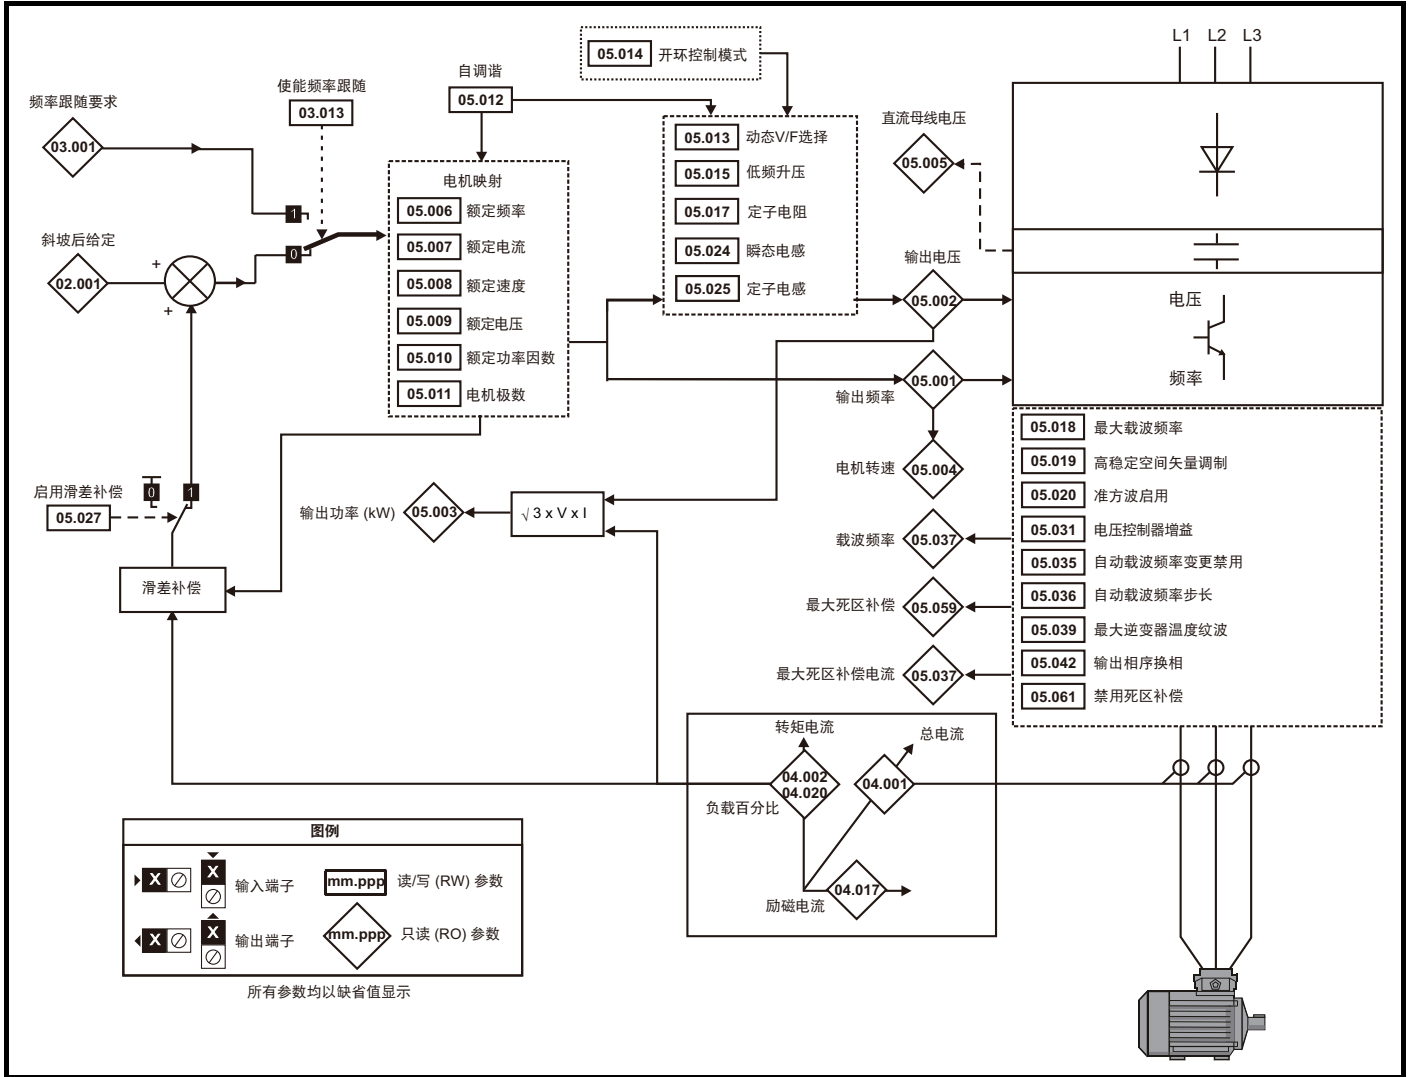 05.014 开环控制模式
L1 L2 L3
自调谐
05.012
使能频率跟随
03.013
频率跟随要求
03.001
1
0
斜坡后给定
02.001
+
+
电机映射
05.006 额定频率
05.007 额定电流
05.008 额定速度
05.009 额定电压
05.010 额定功率因数
05.011 电机极数
05.013 动态V/F选择
05.015 低频升压
05.017 定子电阻
05.024 瞬态电感
05.025 定子电感
直流母线电压
05.005
输出电压
05.002
05.001
输出频率
电机转速
05.004
电压
频率
启用滑差补偿
05.027
0
1
滑差补偿
输出功率 (kW)
05.003
√ 3 x V x I
载波频率
05.037
最大死区补偿
05.059
最大死区补偿电流
05.037
05.018 最大载波频率
05.019 高稳定空间矢量调制
05.020 准方波启用
05.031 电压控制器增益
05.035 自动载波频率变更禁用
05.036 自动载波频率步长
05.039 最大逆变器温度纹波
05.042 输出相序换相
05.061 禁用死区补偿
转矩电流
总电流
04.002
04.020
04.001
负载百分比
04.017
励磁电流
图例
X X 输入端子
mm.ppp 读/写 (RW) 参数
X X 输出端子
mm.ppp 只读 (RO) 参数
所有参数均以缺省值显示